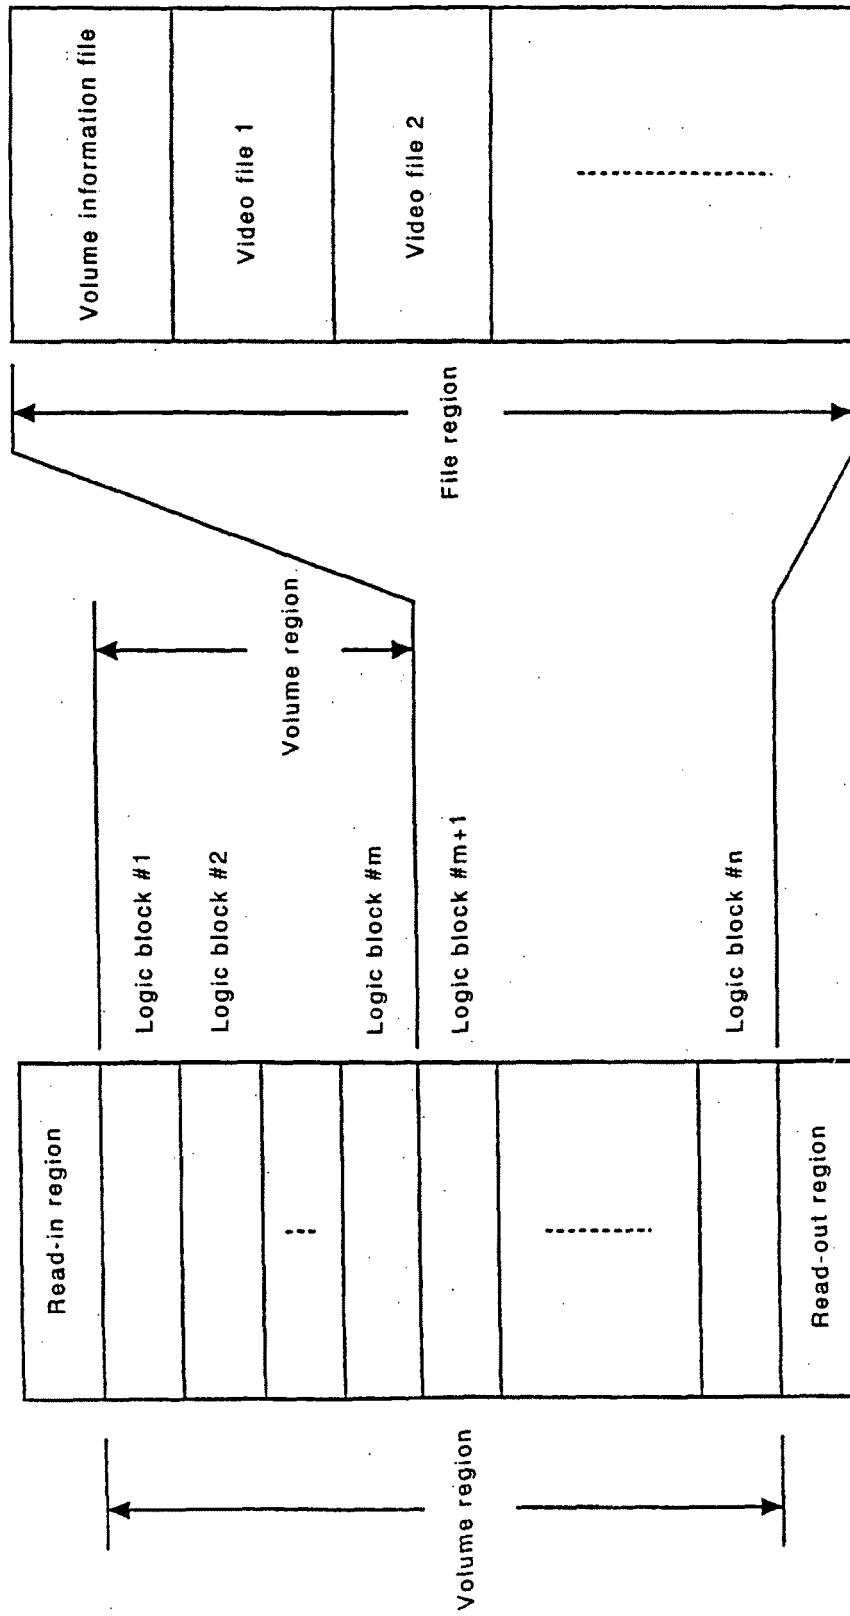 Volume region
Read-in region
Read-out region
Logic block #1
Logic block #2
Logic block #m
Logic block #m+1
Logic block #n
Volume region
File region
Volume information file
Video file 1
Video file 2